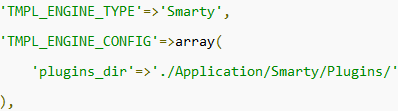 'TMPL_ENGINE_TYPE'=>'Smarty',
'TMPL_ENGINE_CONFIG'=>array(
    'plugins_dir'=>'./Application/Smarty/Plugins/'
),